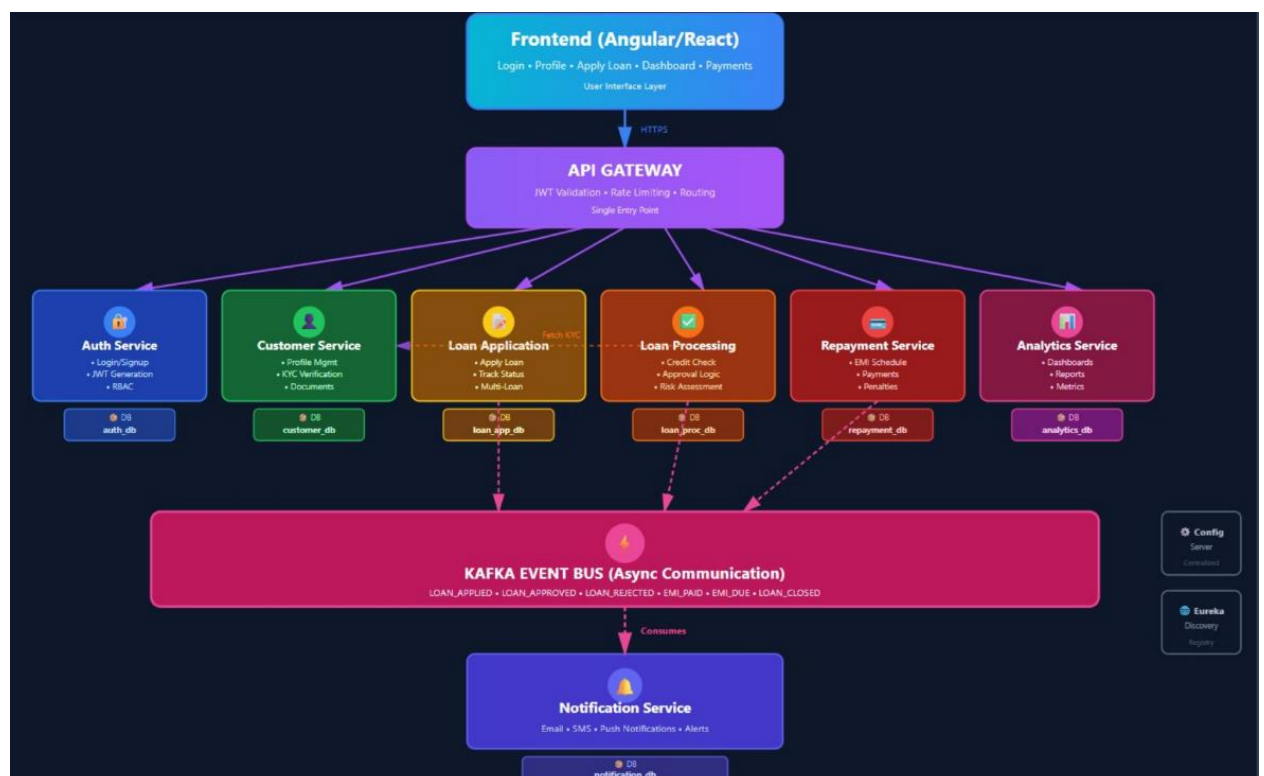 Frontend (Angular/React)
Login • Profile • Apply Loan • Dashboard • Payments
User Interface Layer
HTTPS
API GATEWAY
JWT Validation • Rate Limiting • Routing
Single Entry Point
Auth Service
• Login/Signup
• JWT Generation
• RBAC
DB
auth_db
Customer Service
• Profile Mgmt
• KYC Verification
• Documents
DB
customer_db
Fetch KYC
Loan Application
• Apply Loan
• Track Status
• Multi-Loan
DB
loan_app_db
Loan Processing
• Credit Check
• Approval Logic
• Risk Assessment
DB
loan_proc_db
Repayment Service
• EMI Schedule
• Payments
• Penalties
DB
repayment_db
Analytics Service
• Dashboards
• Reports
• Metrics
DB
analytics_db
KAFKA EVENT BUS (Async Communication)
LOAN_APPLIED • LOAN_APPROVED • LOAN_REJECTED • EMI_PAID • EMI_DUE • LOAN_CLOSED
Config
Server
Centralized
Eureka
Discovery
Registry
Consumes
Notification Service
Email • SMS • Push Notifications • Alerts
DB
notification_db